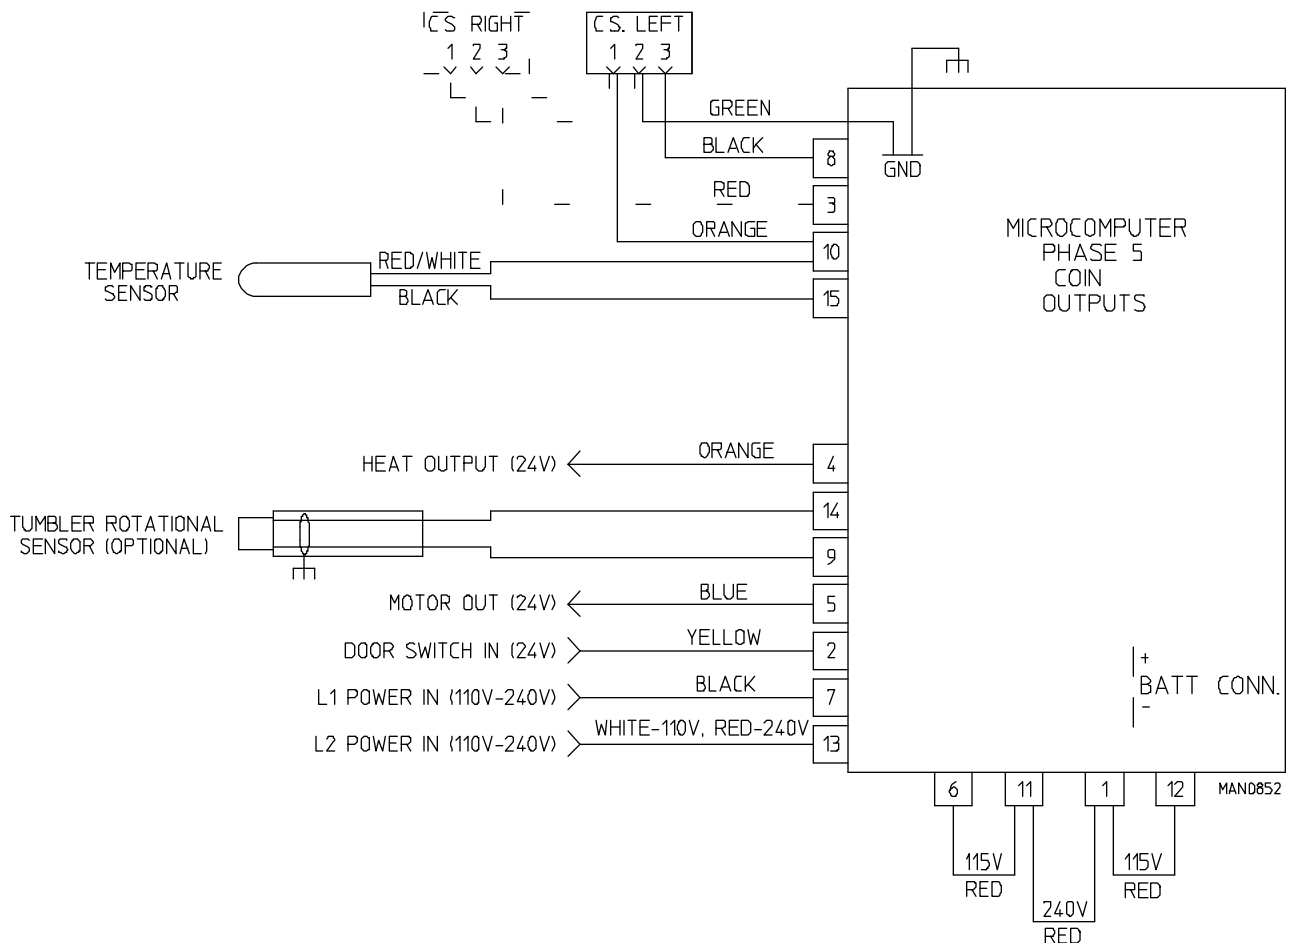 CS RIGHT
1 2 3
C S. LEFT
1 2 3
GREEN
BLACK
8
GND
RED
3
ORANGE
10
MICROCOMPUTER
PHASE 5
COIN
OUTPUTS
TEMPERATURE
SENSOR
RED/WHITE
BLACK
15
HEAT OUTPUT (24V)
ORANGE
4
14
TUMBLER ROTATIONAL
SENSOR (OPTIONAL)
9
MOTOR OUT (24V)
BLUE
5
DOOR SWITCH IN (24V)
YELLOW
2
L1 POWER IN (110V-240V)
BLACK
7
L2 POWER IN (110V-240V)
WHITE-110V, RED-240V
13
+
BATT CONN.
-
6
11
1
12
MAND852
115V
RED
115V
RED
240V
RED